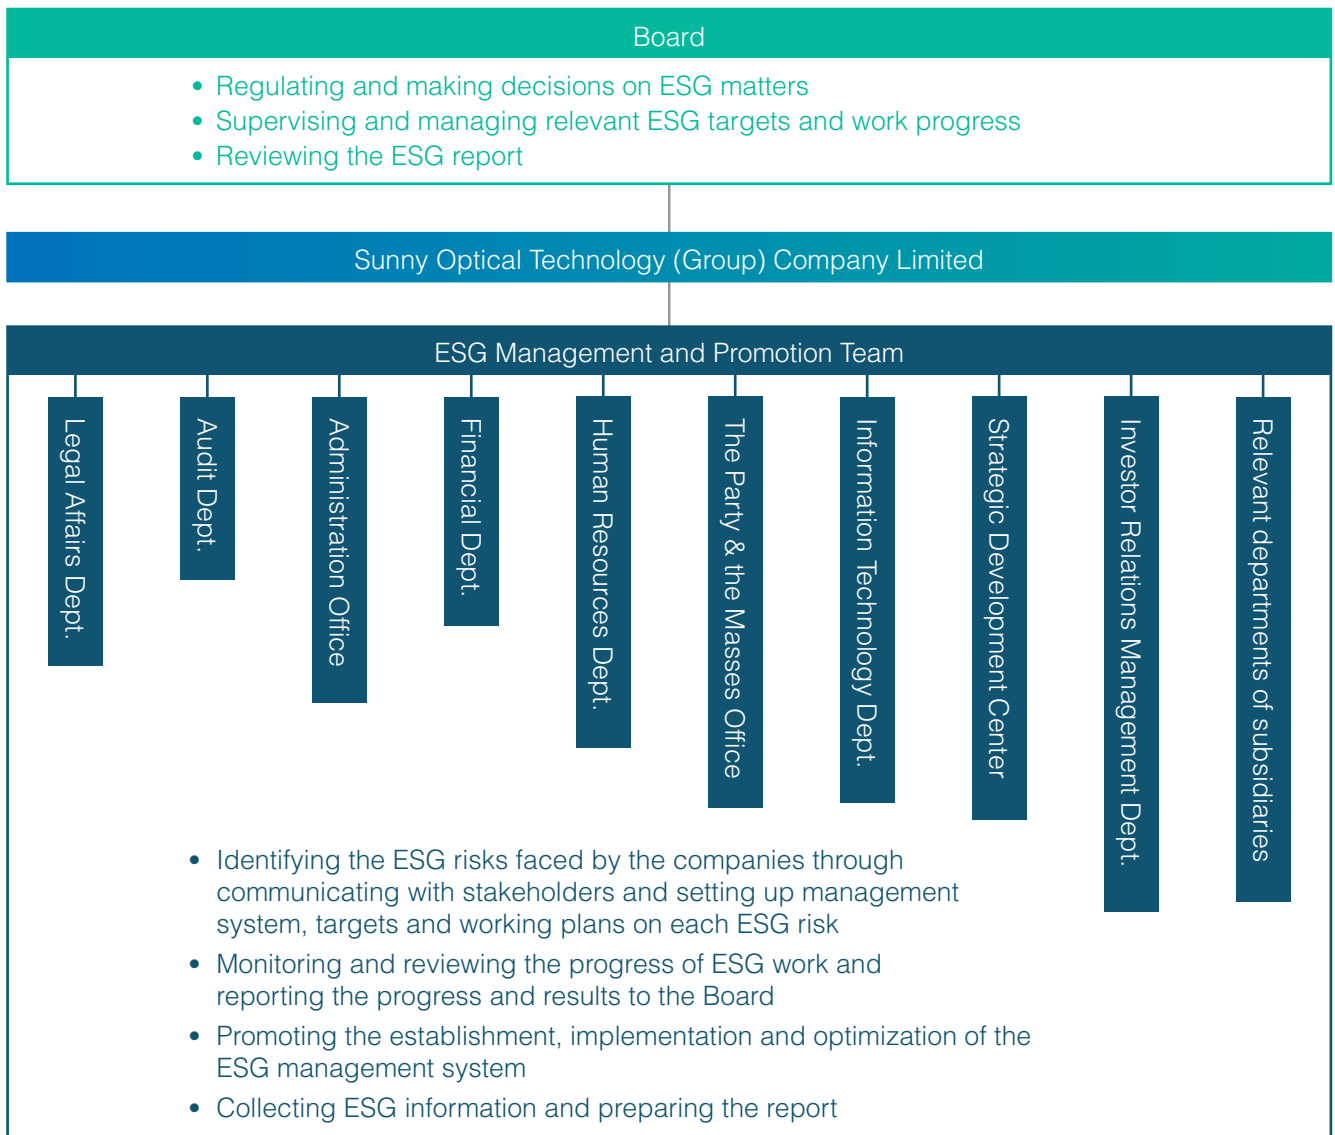 Board
• Regulating and making decisions on ESG matters
• Supervising and managing relevant ESG targets and work progress
• Reviewing the ESG report
Sunny Optical Technology (Group) Company Limited
ESG Management and Promotion Team
Legal Affairs Dept.
Audit Dept.
Administration Office
Financial Dept.
Human Resources Dept.
The Party & the Masses Office
Information Technology Dept.
Strategic Development Center
Investor Relations Management Dept.
Relevant departments of subsidiaries
• Identifying the ESG risks faced by the companies through
communicating with stakeholders and setting up management
system, targets and working plans on each ESG risk
• Monitoring and reviewing the progress of ESG work and
reporting the progress and results to the Board
• Promoting the establishment, implementation and optimization of the
ESG management system
• Collecting ESG information and preparing the report